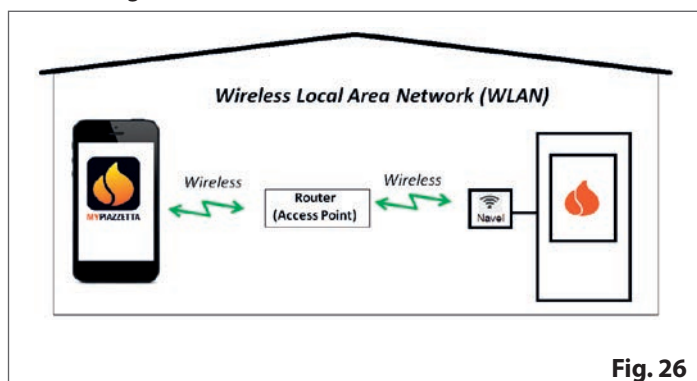 Wireless Local Area Network (WLAN)
Wireless
Wireless
Router
(Access Point)
Navel
MYPIAZZETTA
Fig. 26